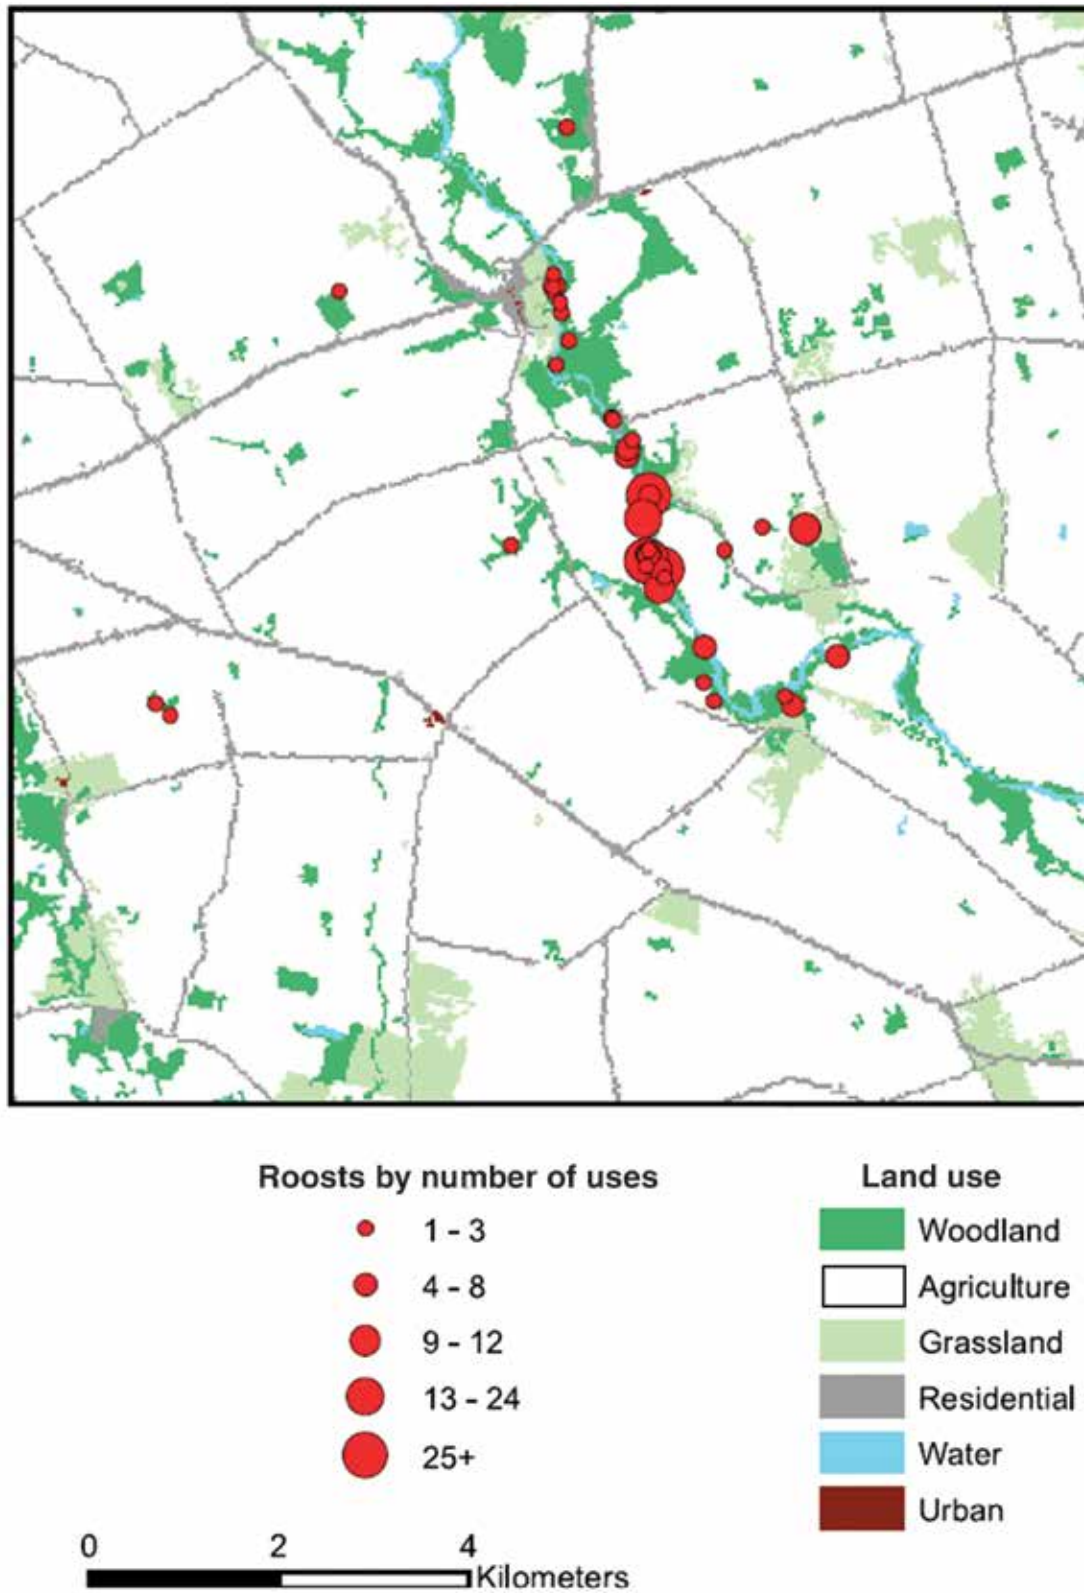 Roosts by number of uses
1 - 3
4 - 8
9 - 12
13 - 24
25+
Land use
Woodland
Agriculture
Grassland
Residential
Water
Urban
0 2 4
Kilometers